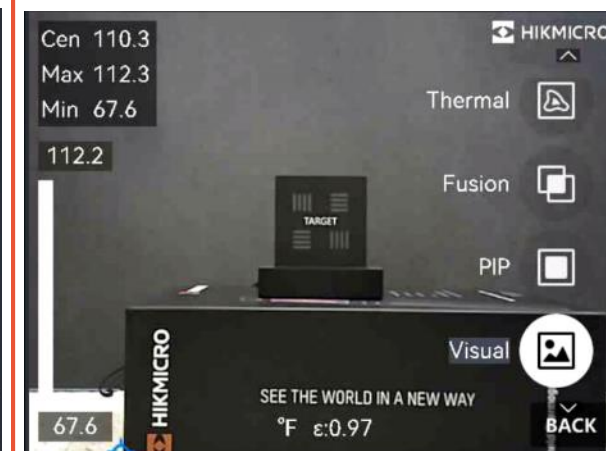 Cen 110.3
Max 112.3
Min 67.6
112.2
HIKMICRO
Thermal
Fusion
TARGET
PIP
Visual
HIKMICRO
SEE THE WORLD IN A NEW WAY
67.6
°F ε:0.97
BACK